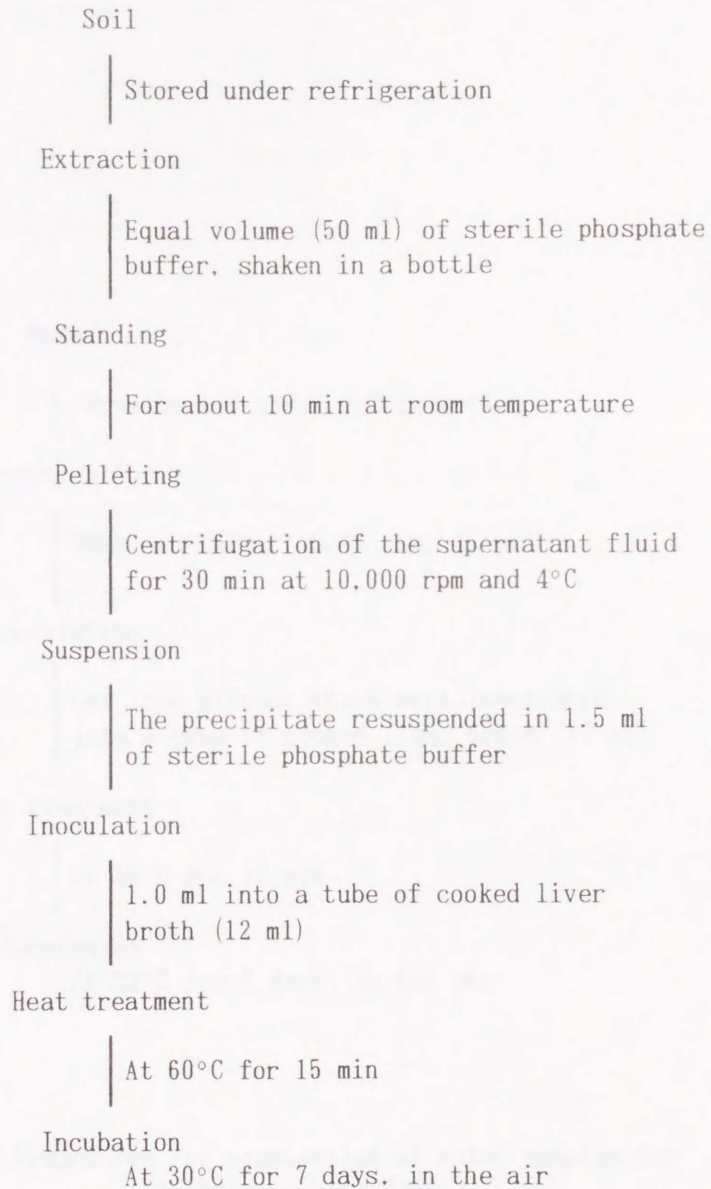 Soil
Stored under refrigeration
Extraction
Equal volume (50 ml) of sterile phosphate
buffer, shaken in a bottle
Standing
For about 10 min at room temperature
Pelleting
Centrifugation of the supernatant fluid
for 30 min at 10,000 rpm and 4°C
Suspension
The precipitate resuspended in 1.5 ml
of sterile phosphate buffer
Inoculation
1.0 ml into a tube of cooked liver
broth (12 ml)
Heat treatment
At 60°C for 15 min
Incubation
At 30°C for 7 days, in the air